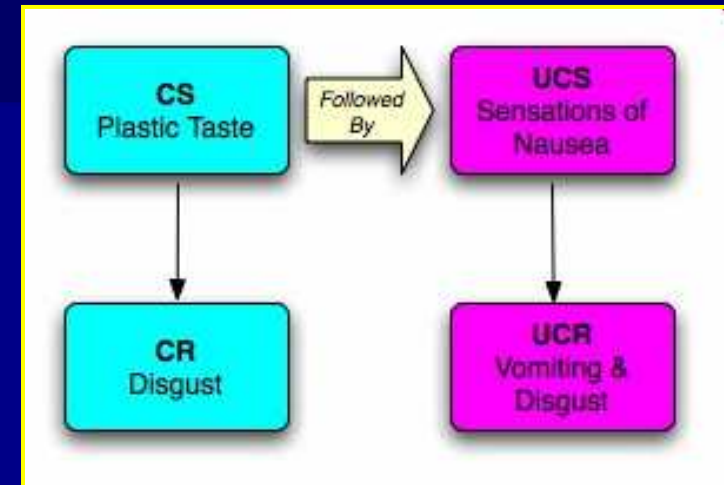 CS
Plastic Taste
Followed
By
UCS
Sensations of
Nausea
CR
Disgust
UCR
Vomiting &
Disgust